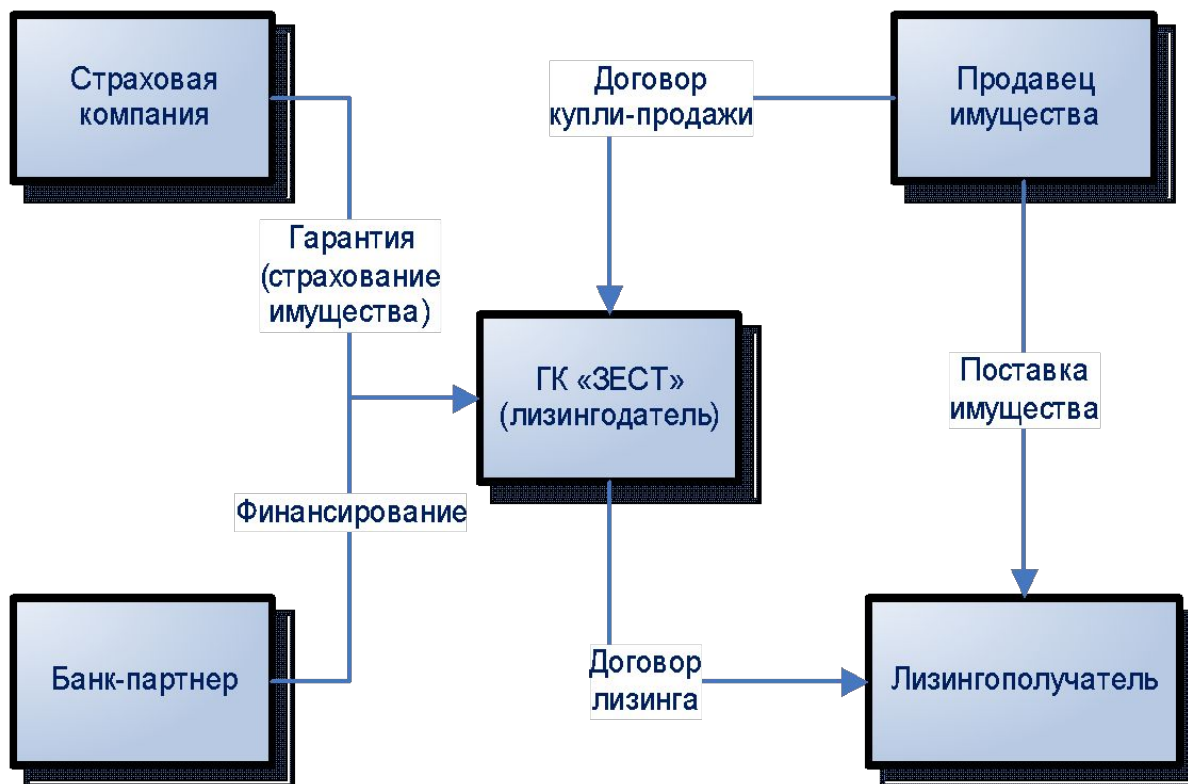 Страховая
компания
Договор
купли-продажи
Продавец
имущества
Гарантия
(страхование
имущества)
ГК «ЗЕСТ»
(лизингодатель)
Поставка
имущества
Финансирование
Банк-партнер
Договор
лизинга
Лизингополучатель